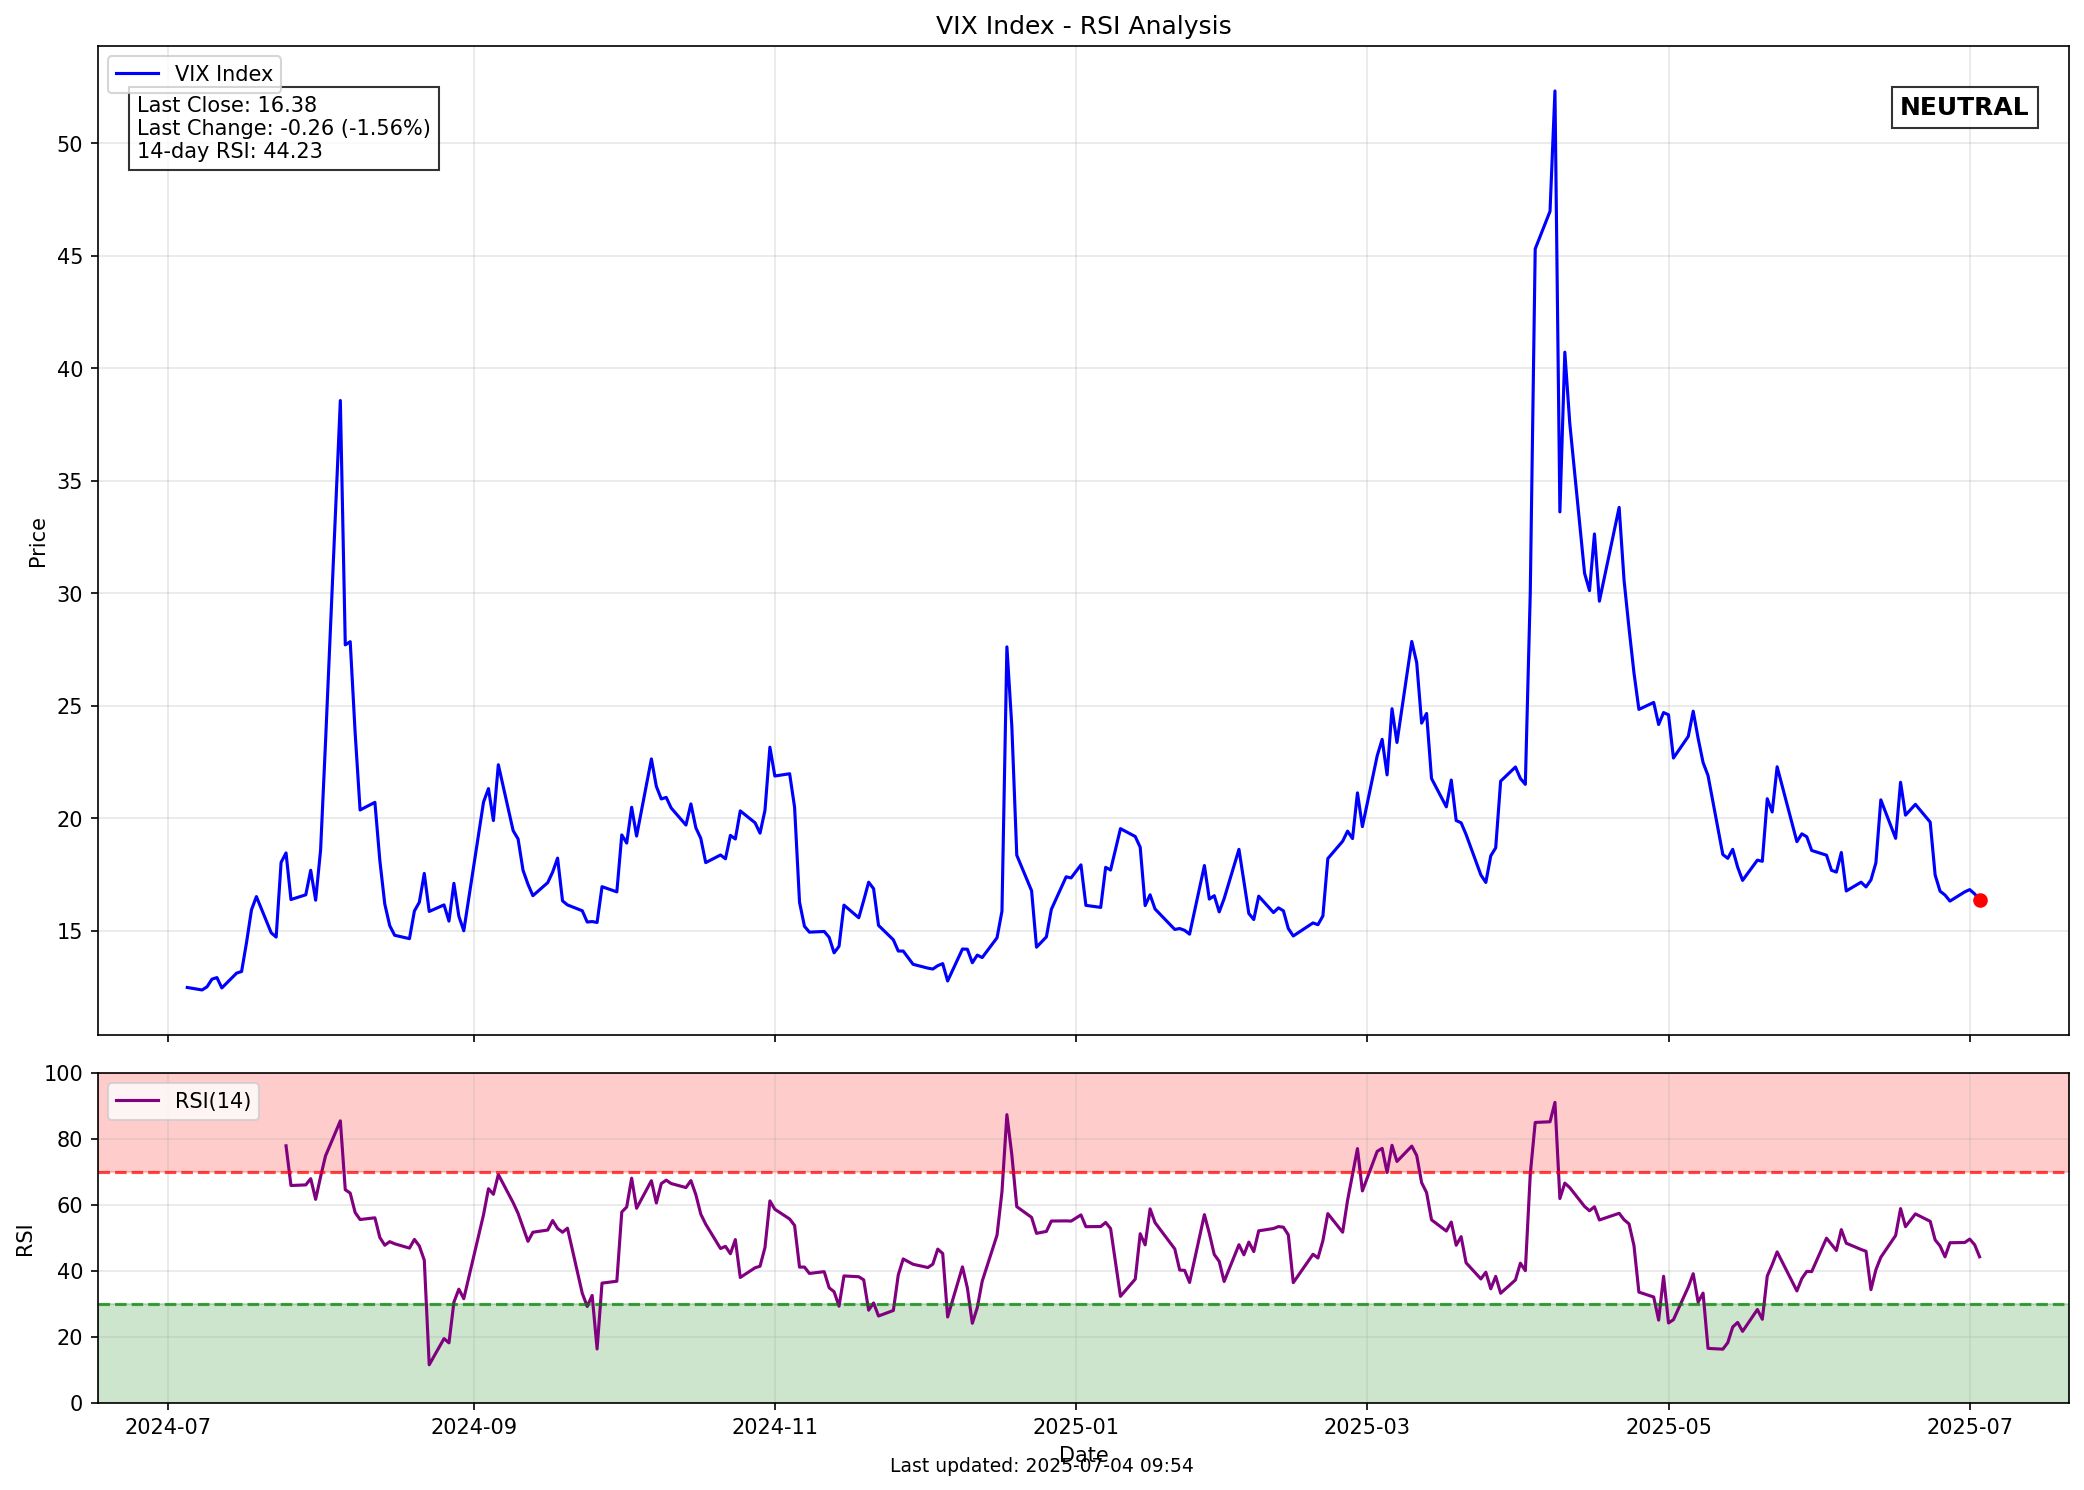 VIX Index - RSI Analysis
VIX Index
Last Close: 16.38
Last Change: -0.26 (-1.56%)
14-day RSI: 44.23
NEUTRAL
Price
50
45
40
35
30
25
20
15
RSI(14)
RSI
100
80
60
40
20
0
2024-07
2024-09
2024-11
2025-01
2025-03
2025-05
2025-07
Date
Last updated: 2025-07-04 09:54